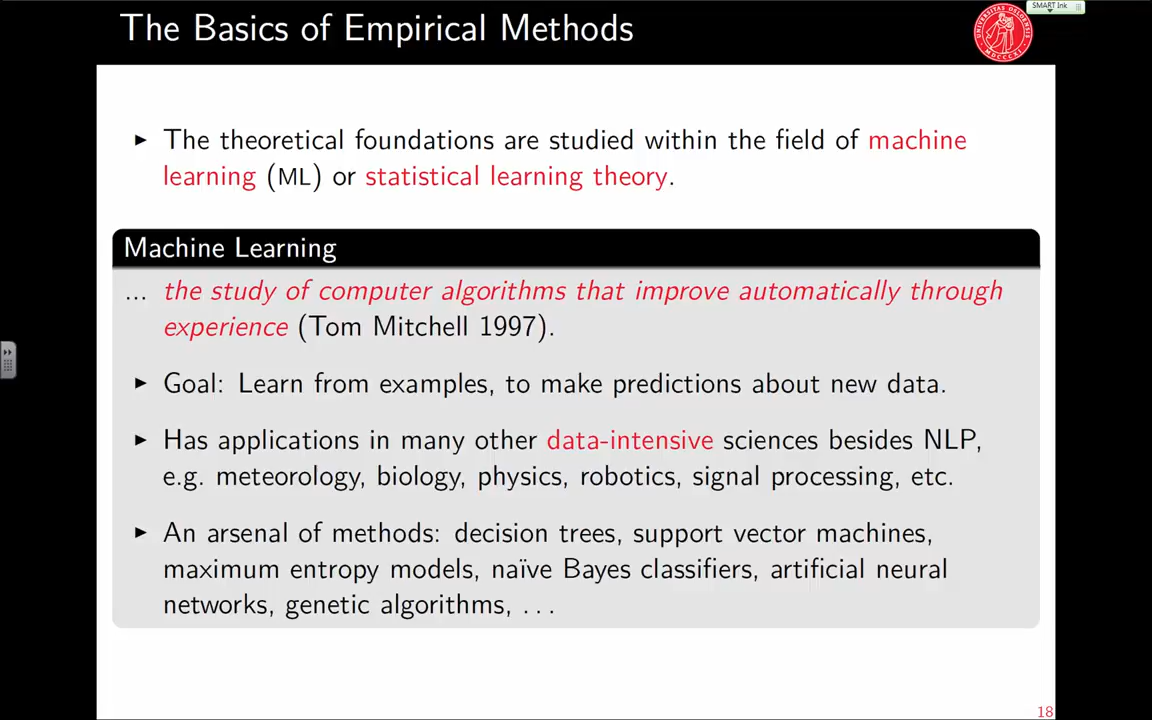 The Basics of Empirical Methods
SMART Ink
UNIVERSITAS OSLOENSIS
MDCCCXI
► The theoretical foundations are studied within the field of machine
learning (ML) or statistical learning theory.
Machine Learning
... the study of computer algorithms that improve automatically through
experience (Tom Mitchell 1997).
► Goal: Learn from examples, to make predictions about new data.
► Has applications in many other data-intensive sciences besides NLP,
e.g. meteorology, biology, physics, robotics, signal processing, etc.
► An arsenal of methods: decision trees, support vector machines,
maximum entropy models, naïve Bayes classifiers, artificial neural
networks, genetic algorithms, ...
18